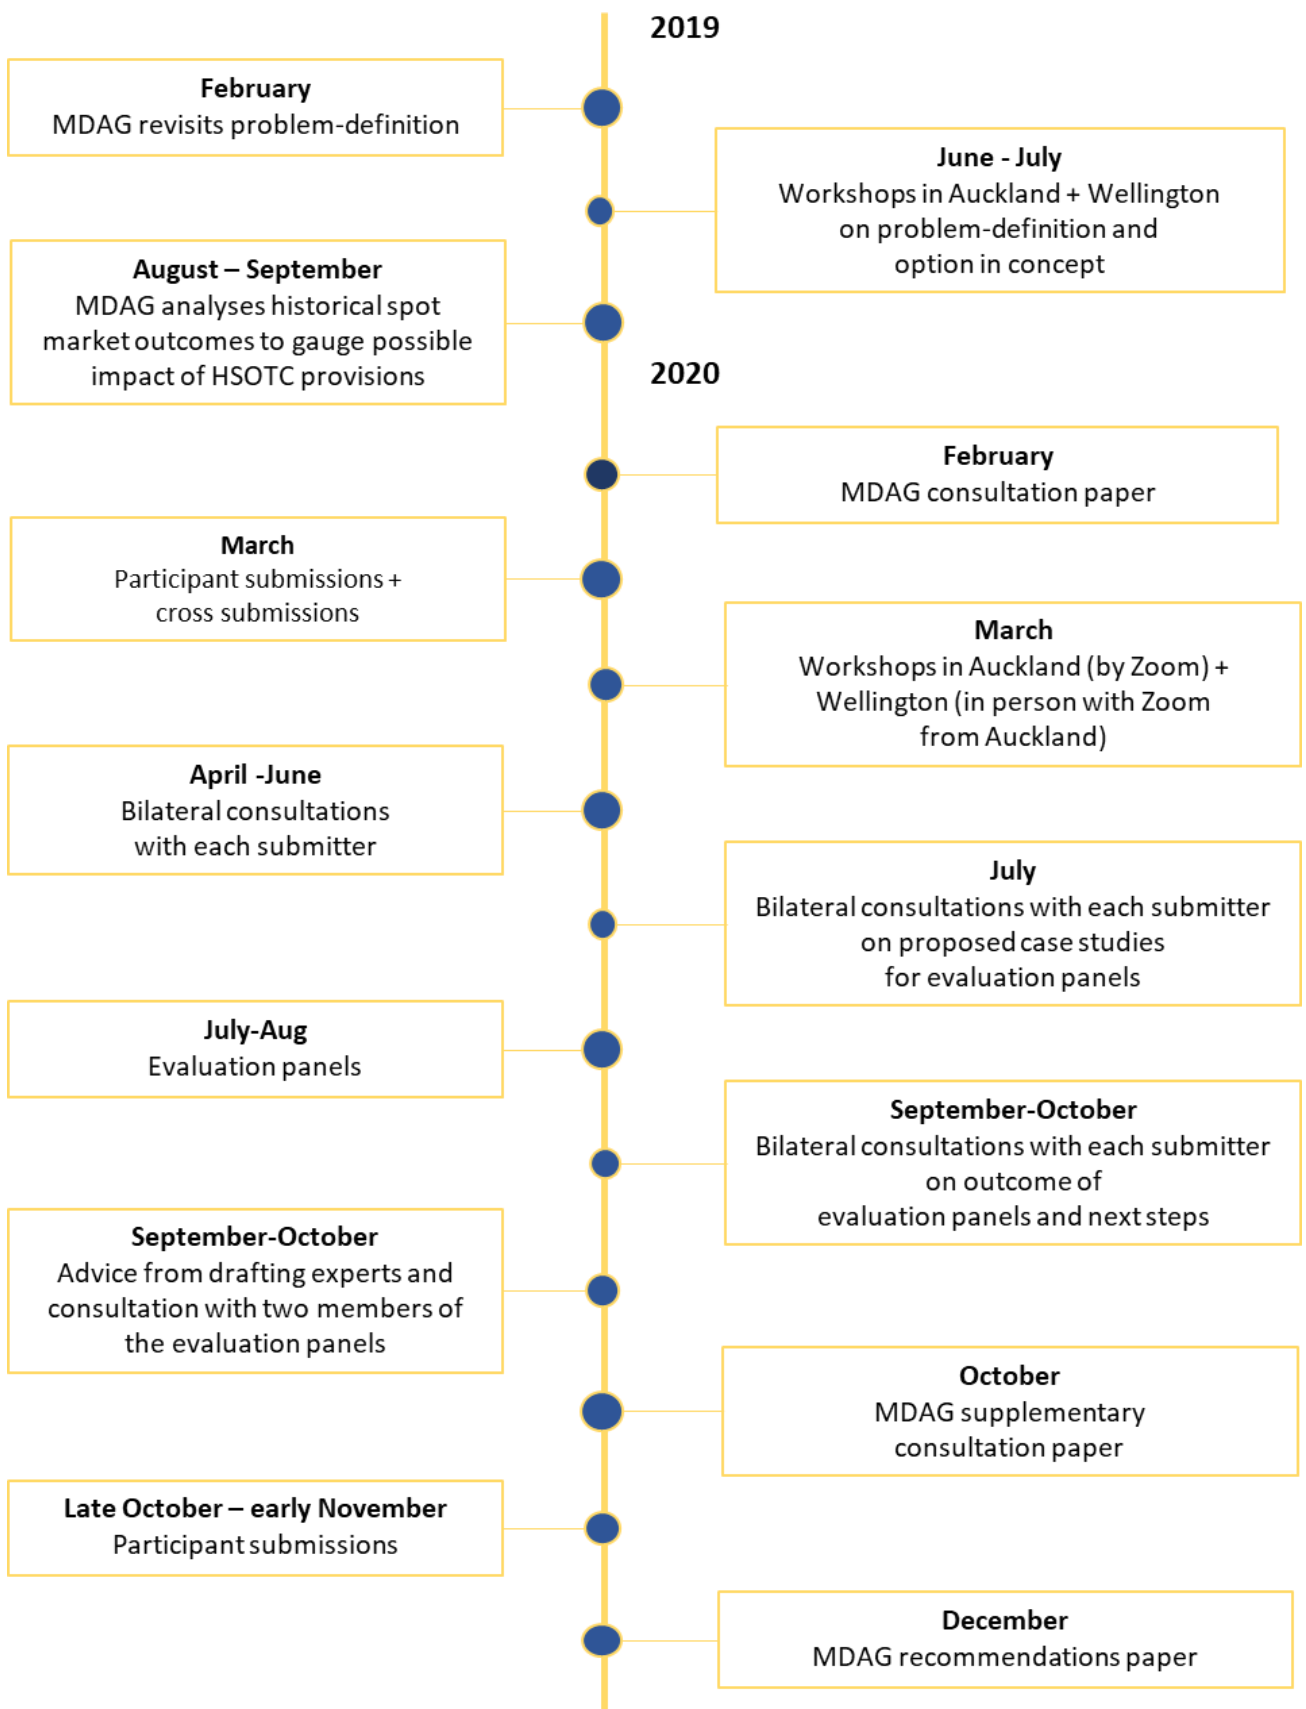 2019
February
MDAG revisits problem-definition
June - July
Workshops in Auckland + Wellington
on problem-definition and
option in concept
August – September
MDAG analyses historical spot
market outcomes to gauge possible
impact of HSOTC provisions
2020
February
MDAG consultation paper
March
Participant submissions +
cross submissions
March
Workshops in Auckland (by Zoom) +
Wellington (in person with Zoom
from Auckland)
April -June
Bilateral consultations
with each submitter
July
Bilateral consultations with each submitter
on proposed case studies
for evaluation panels
July-Aug
Evaluation panels
September-October
Bilateral consultations with each submitter
on outcome of
evaluation panels and next steps
September-October
Advice from drafting experts and
consultation with two members of
the evaluation panels
October
MDAG supplementary
consultation paper
Late October – early November
Participant submissions
December
MDAG recommendations paper